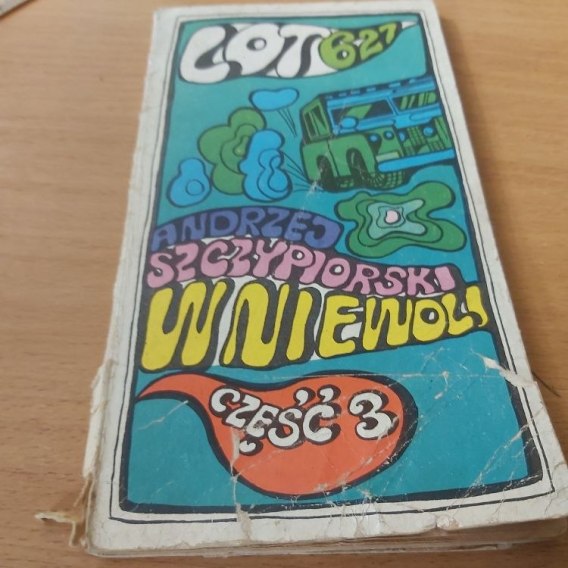 LOT 627
ANDRZEJ
SZCZYPIORSKI
W NIEWOLI
CZĘŚĆ 3